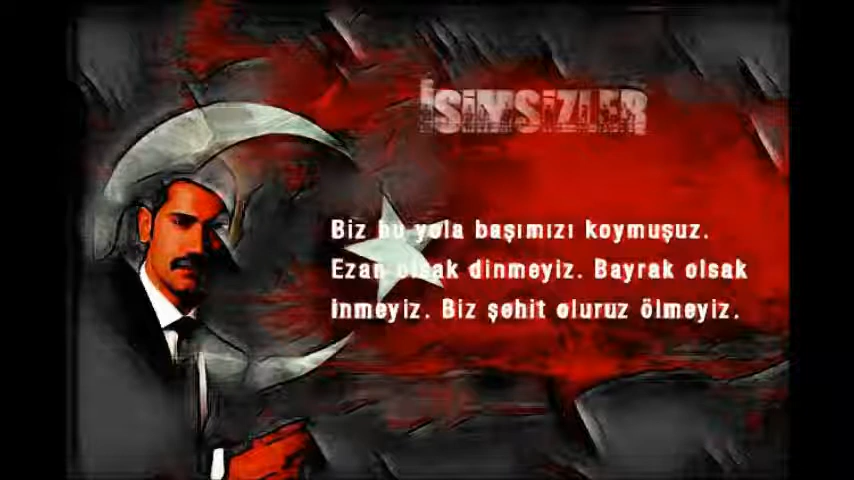 İSİMSİZLER
Biz bu yola başımızı koymuşuz.
Ezan olsak dinmeyiz. Bayrak olsak
inmeyiz. Biz şehit oluruz ölmeyiz.